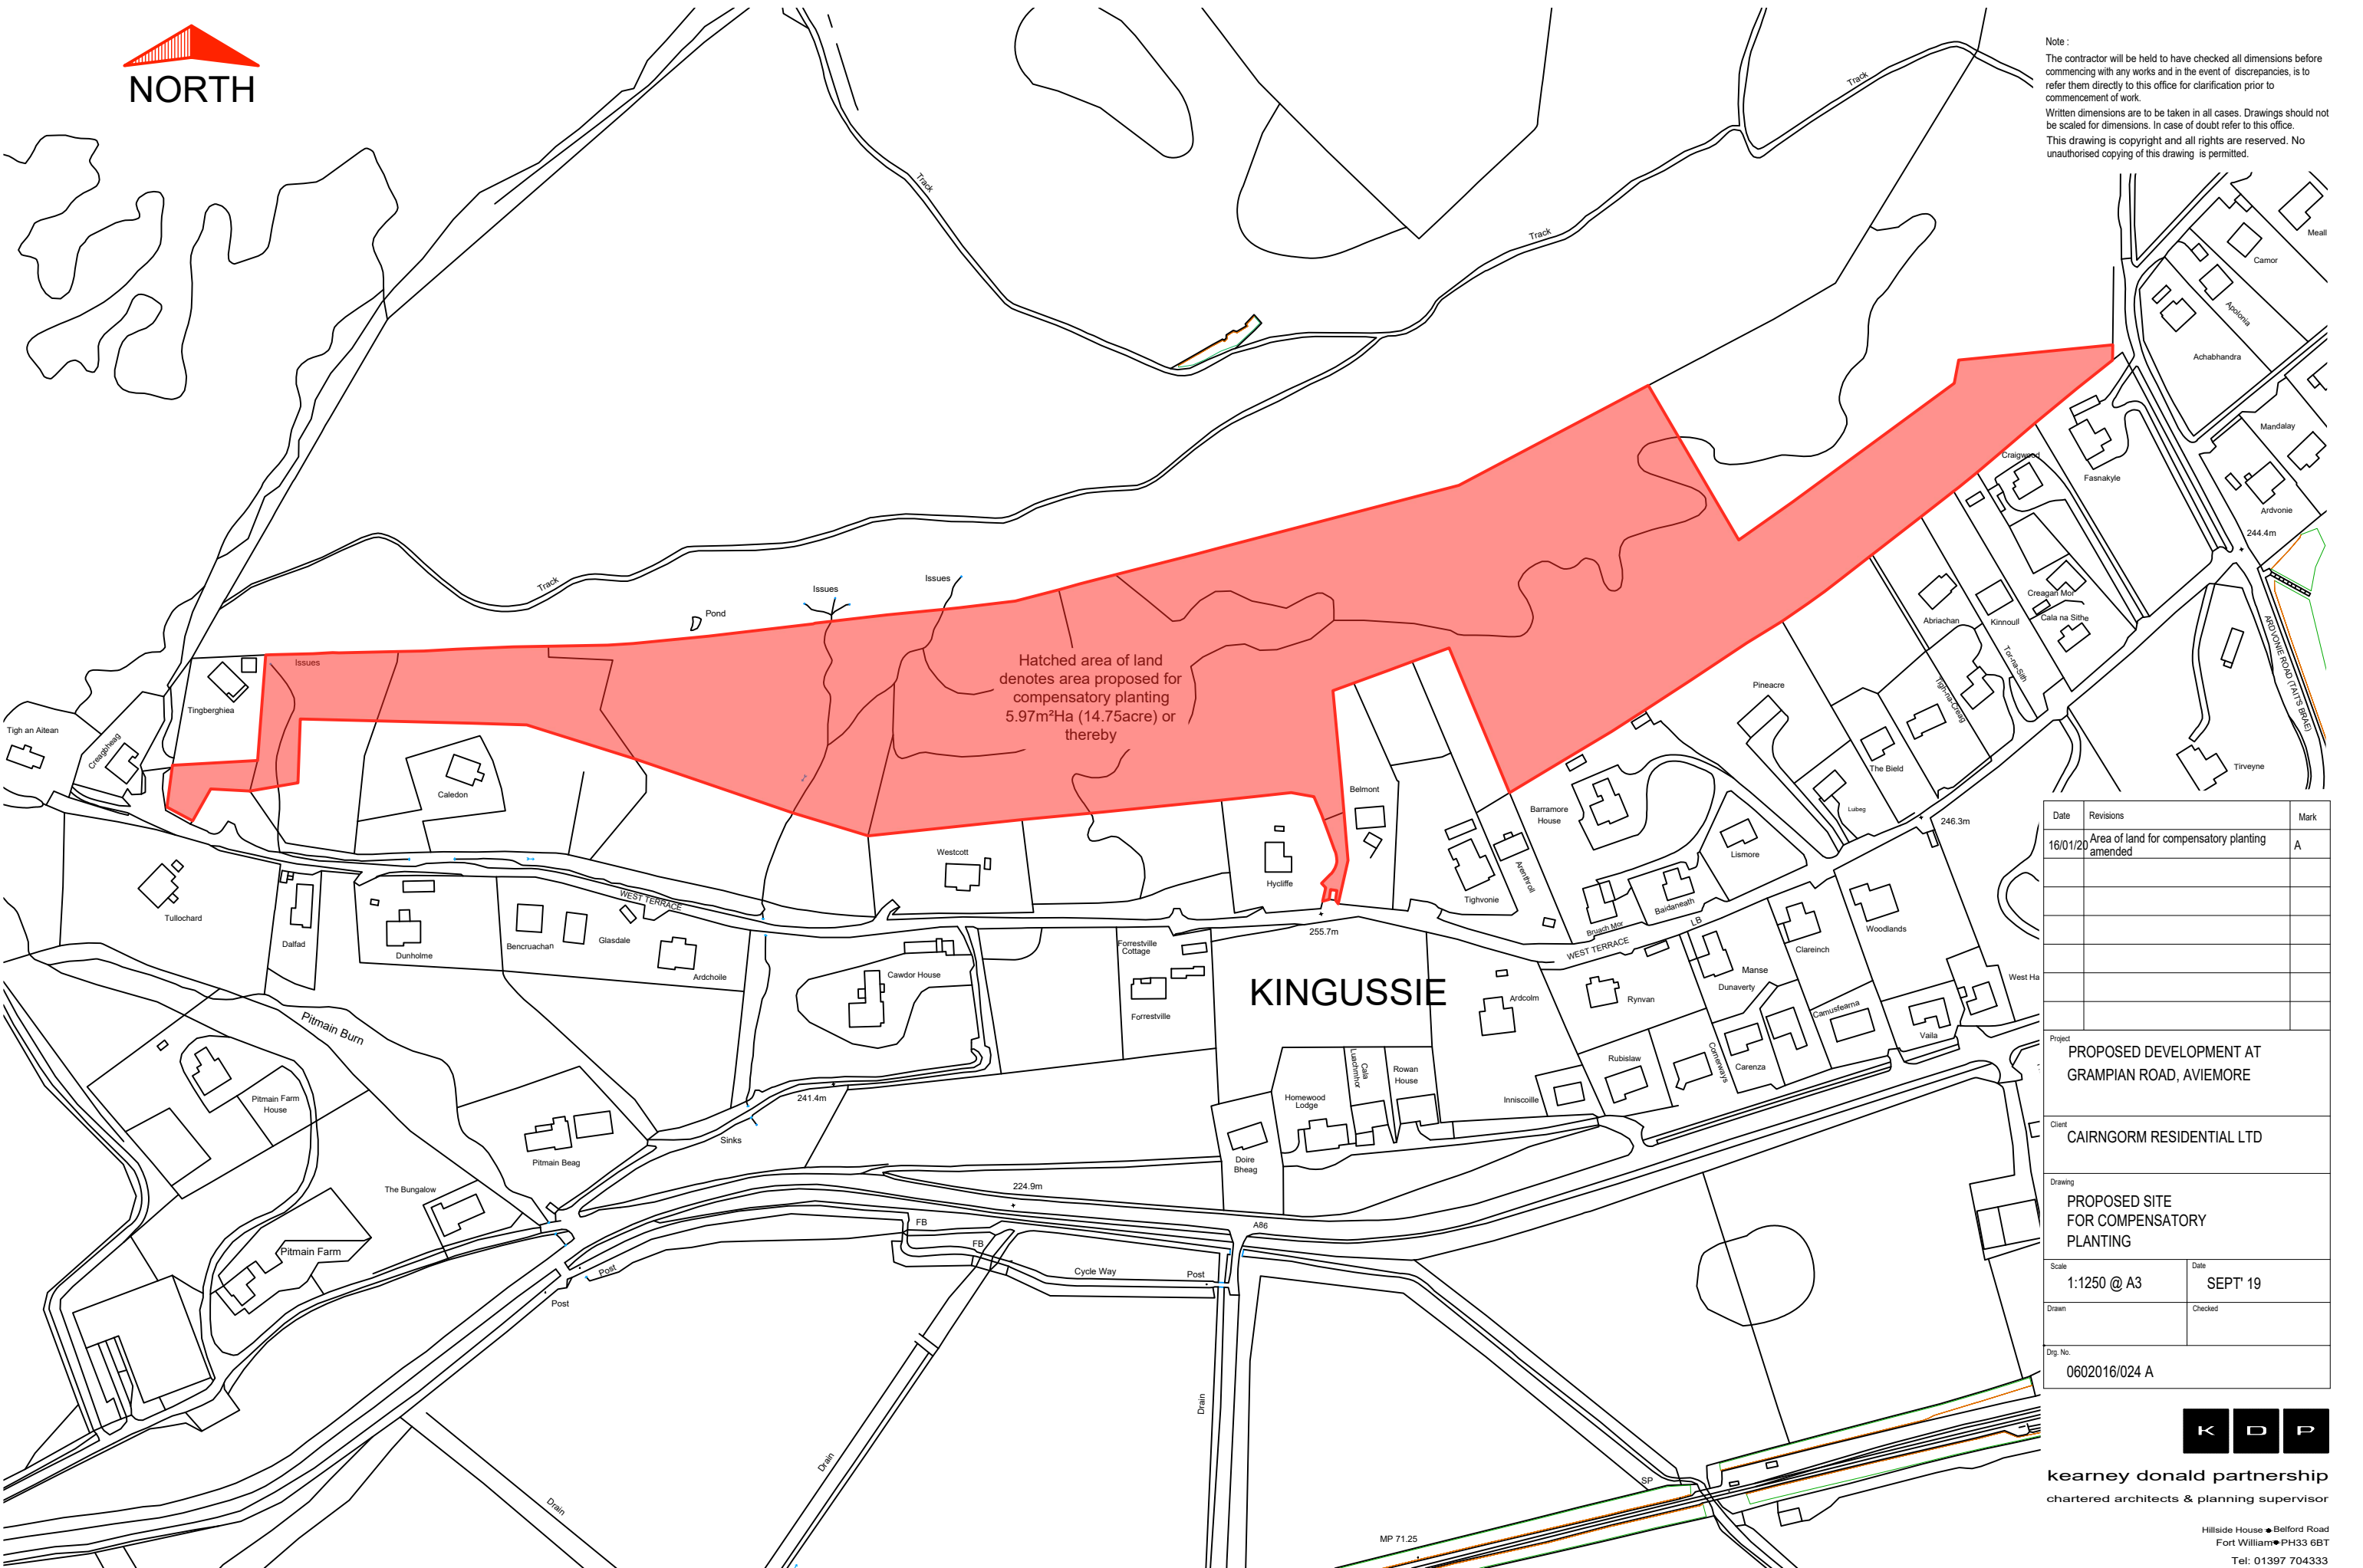 NORTH
Note :
The contractor will be held to have checked all dimensions before
commencing with any works and in the event of discrepancies, is to
refer them directly to this office for clarification prior to
commencement of work.
Written dimensions are to be taken in all cases. Drawings should not
be scaled for dimensions. In case of doubt refer to this office.
This drawing is copyright and all rights are reserved. No
unauthorised copying of this drawing is permitted.
Track
Track
Track
Track
Meall
Camor
Apolonia
Achabhandra
Mandalay
Ardvonie
244.4m
Craigwood
Fasnakyle
Issues
Issues
Pond
Issues
Hatched area of land
denotes area proposed for
compensatory planting
5.97m²Ha (14.75acre) or
thereby
Creagan Mor
Abriachan
Kinnoull
Cala na Sithe
ARDVONIE ROAD (TAITS BRAE)
Tor-na-Sith
Tigh-na-Creag
Pineacre
Tingberghiea
Tigh an Aitean
Creagbheag
Caledon
Belmont
Barramore
House
The Bield
Luibeg
Tirveyne
246.3m
Westcott
Hycliffe
Tighvonie
Arenthroll
Lismore
Baldaneath
Bruach Mor
WEST TERRACE
LB
WEST TERRACE
255.7m
Tullochard
Dalfad
Dunholme
Bencruachan
Glasdale
Ardchoile
Cawdor House
Forrestville
Cottage
Forrestville
KINGUSSIE
Ardcolm
Rynvan
Manse
Dunaverty
Clareinch
Woodlands
West Ha
Camusfearna
Vaila
Pitmain Burn
Rubislaw
Cornerways
Carenza
Inniscoille
Cala
Luachmhor
Rowan
House
Homewood
Lodge
Doire
Bheag
Pitmain Farm
House
241.4m
Sinks
Pitmain Beag
The Bungalow
Pitmain Farm
224.9m
FB
FB
A86
Cycle Way
Post
Post
Post
Drain
Drain
Drain
SP
MP 71.25
Date
Revisions
Mark
16/01/20
Area of land for compensatory planting
amended
A
Project
PROPOSED DEVELOPMENT AT
GRAMPIAN ROAD, AVIEMORE
Client
CAIRNGORM RESIDENTIAL LTD
Drawing
PROPOSED SITE
FOR COMPENSATORY
PLANTING
Scale
1:1250 @ A3
Date
SEPT' 19
Drawn
Checked
Drg. No.
0602016/024 A
K D P
kearney donald partnership
chartered architects & planning supervisor
Hillside House Belford Road
Fort William PH33 6BT
Tel: 01397 704333